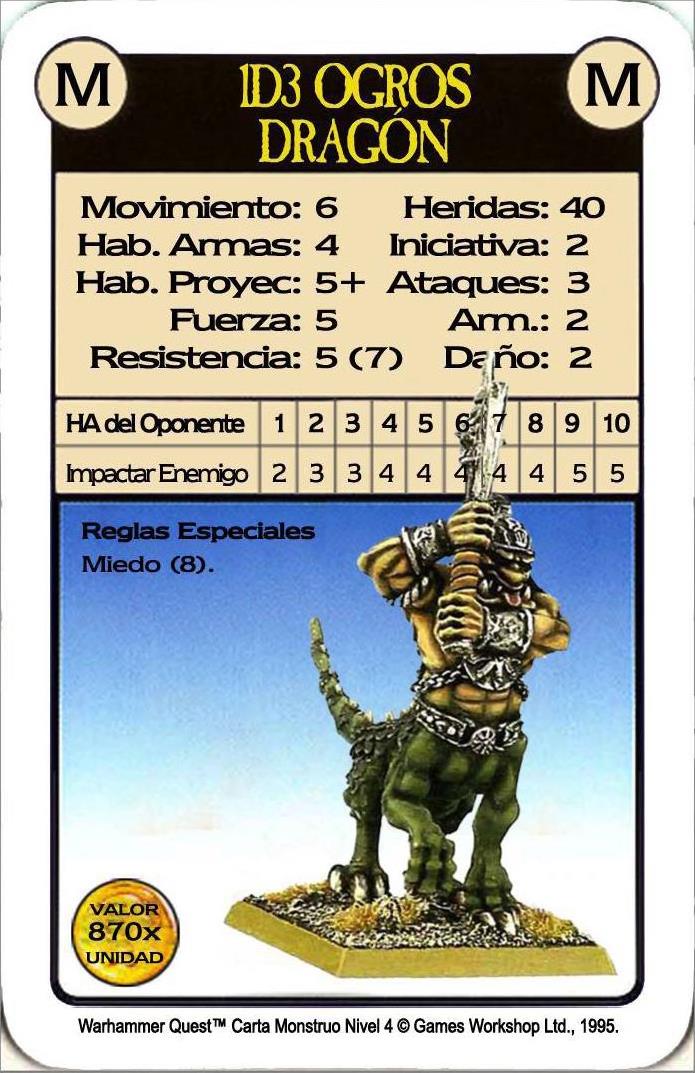 M
1D3 OGROS
DRAGÓN
M
Movimiento: 6 Heridas: 40
Hab. Armas: 4 Iniciativa: 2
Hab. Proyec: 5+ Ataques: 3
Fuerza: 5 Arm.: 2
Resistencia: 5 (7) Daño: 2
HA del Oponente 1 2 3 4 5 6 7 8 9 10
Impactar Enemigo 2 3 3 4 4 4 4 4 5 5
Reglas Especiales
Miedo (8).
VALOR
870x
UNIDAD
Warhammer Quest™ Carta Monstruo Nivel 4 © Games Workshop Ltd., 1995.